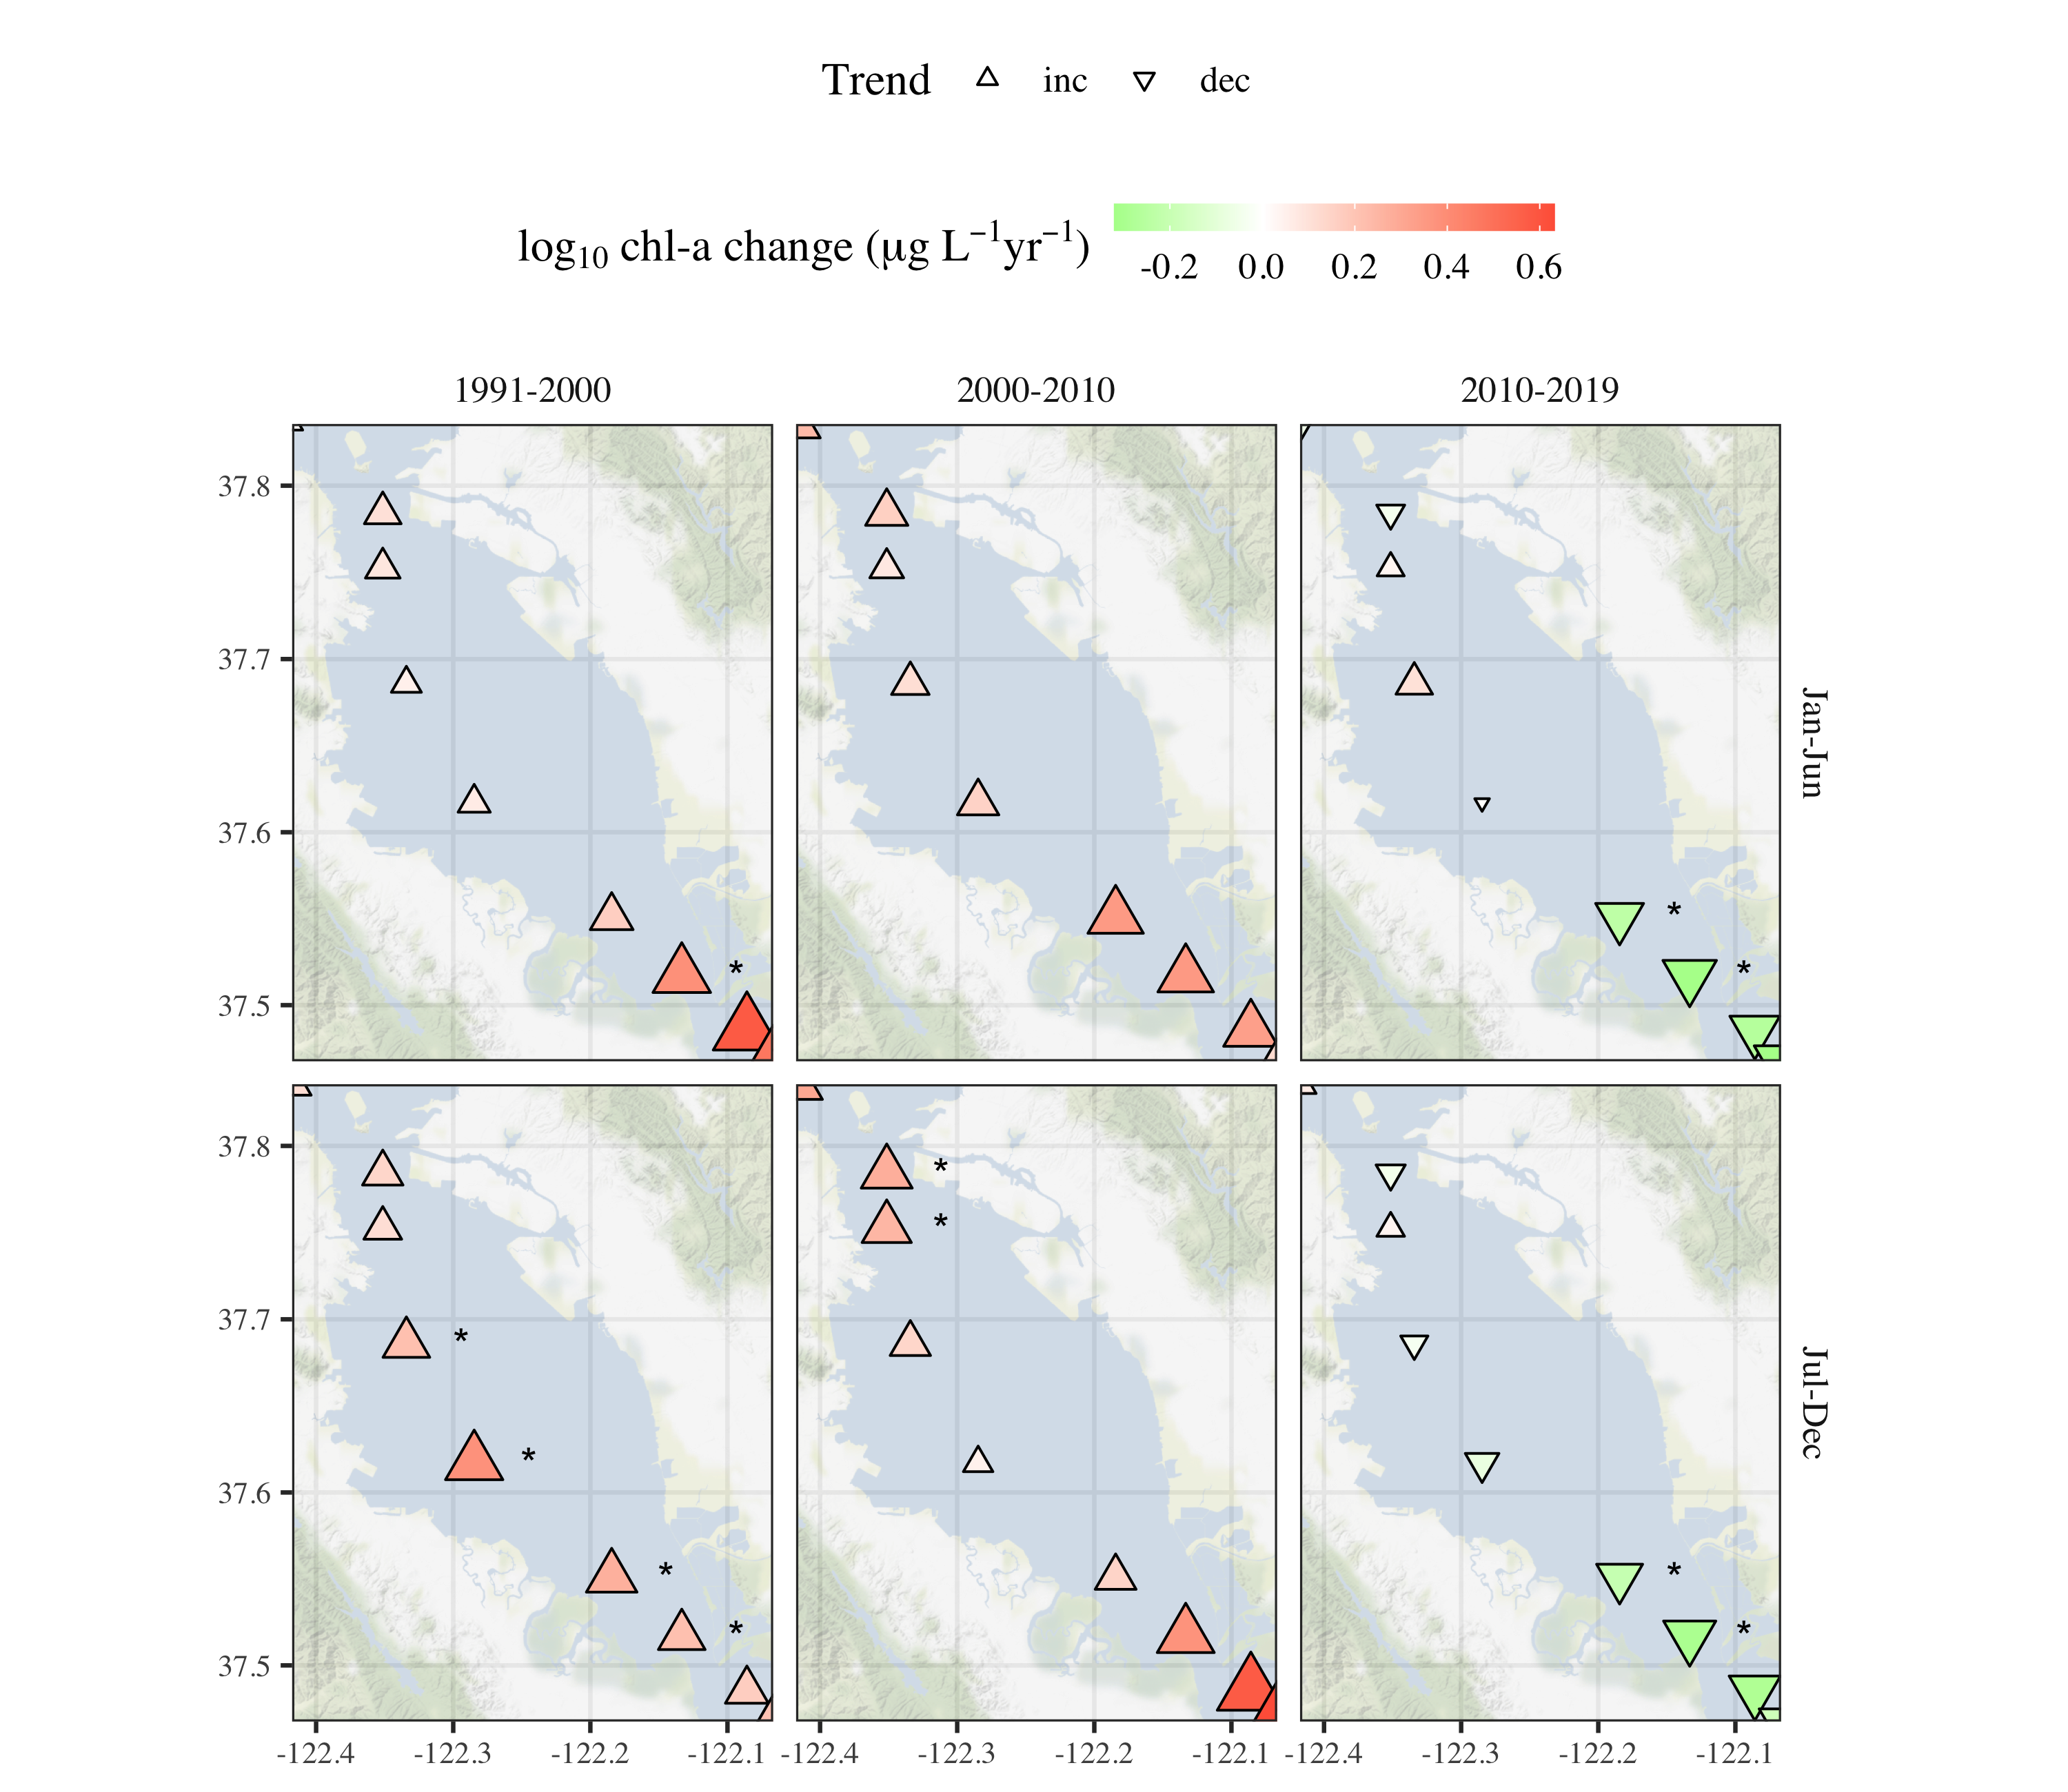 Trend inc dec
log10 chl-a change (µg L−1yr−1)
-0.2 0.0 0.2 0.4 0.6
1991-2000 2000-2010 2010-2019
37.8
37.7
37.6
37.5
Jan-Jun
* * *
37.8
37.7
37.6
37.5
Jul-Dec
* * * * * * * *
-122.4 -122.3 -122.2 -122.1 -122.4 -122.3 -122.2 -122.1 -122.4 -122.3 -122.2 -122.1